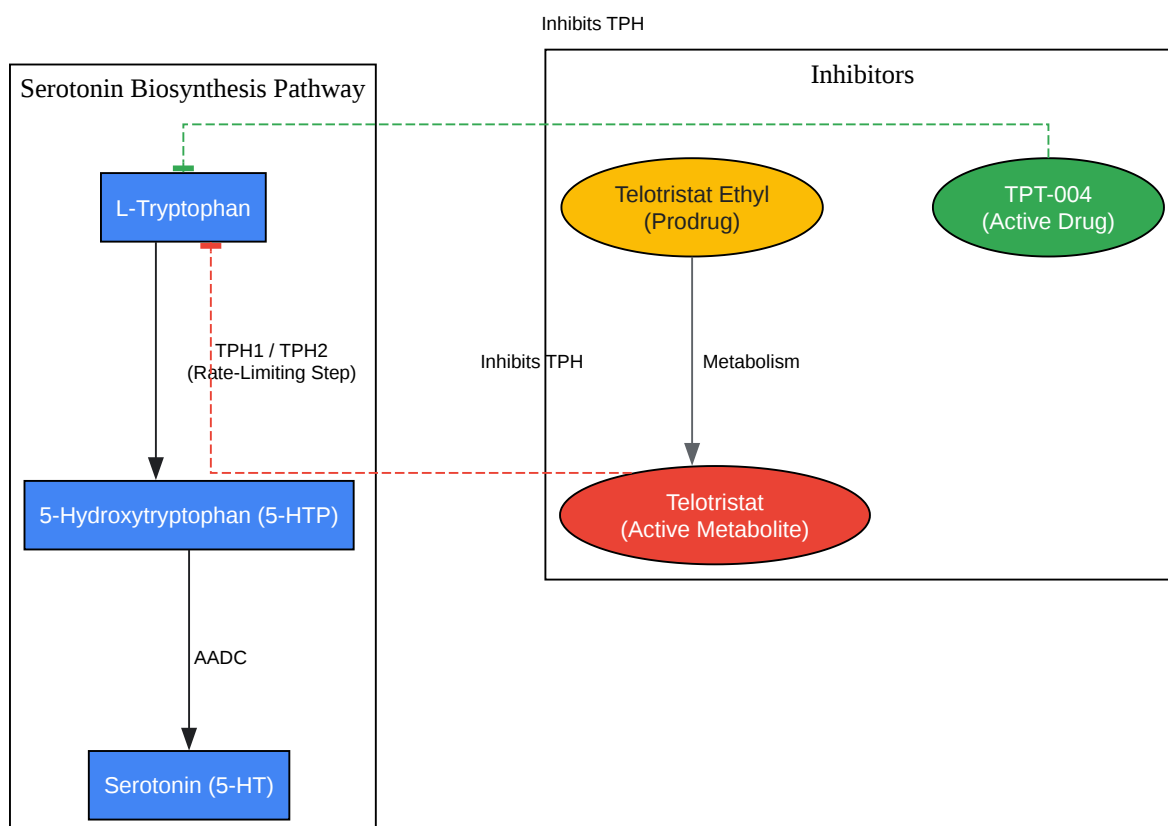 Inhibits TPH
Serotonin Biosynthesis Pathway
Inhibitors
L-Tryptophan
Telotristat Ethyl
(Prodrug)
TPT-004
(Active Drug)
TPH1 / TPH2
(Rate-Limiting Step)
Inhibits TPH
Metabolism
5-Hydroxytryptophan (5-HTP)
Telotristat
(Active Metabolite)
AADC
Serotonin (5-HT)